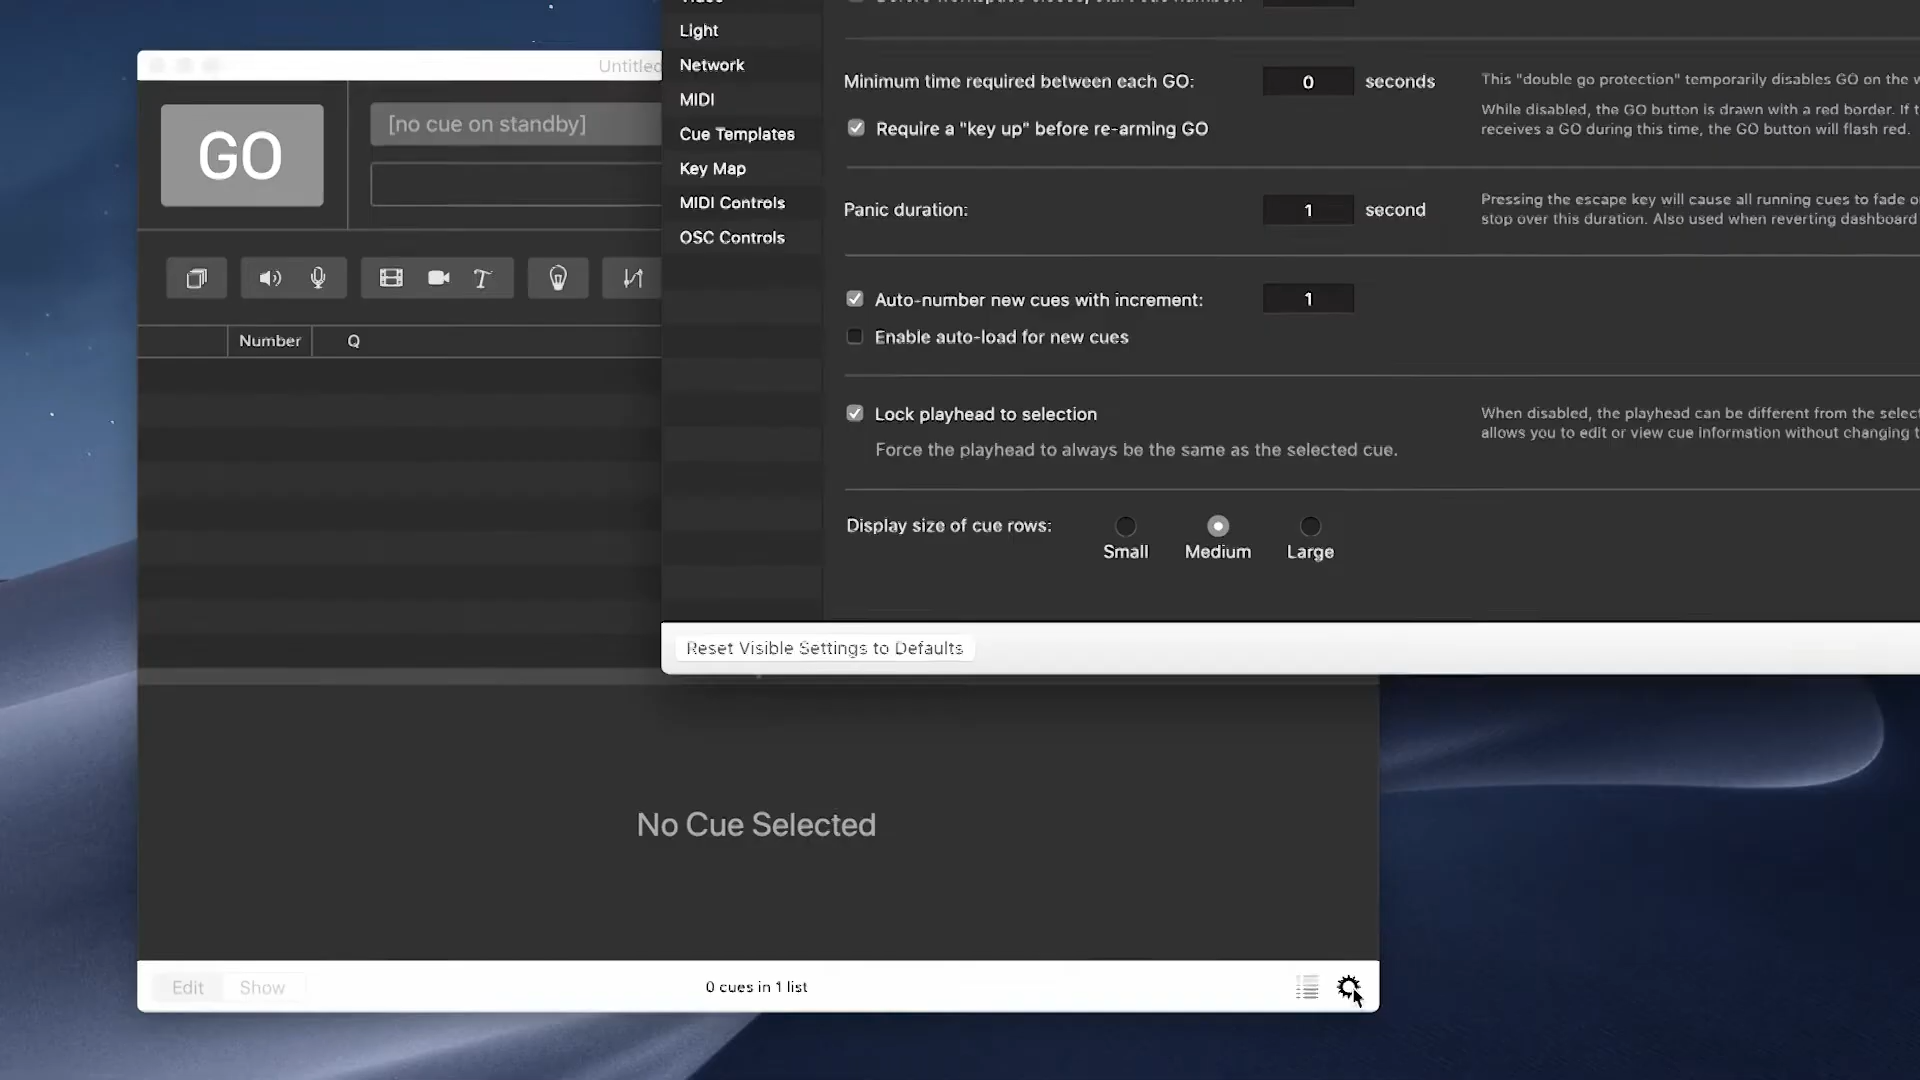 Light
Network
MIDI
Cue Templates
Key Map
MIDI Controls
OSC Controls
Untitled
GO
[no cue on standby]
Number
Q
Minimum time required between each GO:
0
seconds
This "double go protection" temporarily disables GO on the w
While disabled, the GO button is drawn with a red border. If t
receives a GO during this time, the GO button will flash red.
Require a "key up" before re-arming GO
Panic duration:
1
second
Pressing the escape key will cause all running cues to fade o
stop over this duration. Also used when reverting dashboard
Auto-number new cues with increment:
1
Enable auto-load for new cues
Lock playhead to selection
Force the playhead to always be the same as the selected cue.
When disabled, the playhead can be different from the select
allows you to edit or view cue information without changing t
Display size of cue rows:
Small
Medium
Large
Reset Visible Settings to Defaults
No Cue Selected
Edit
Show
0 cues in 1 list